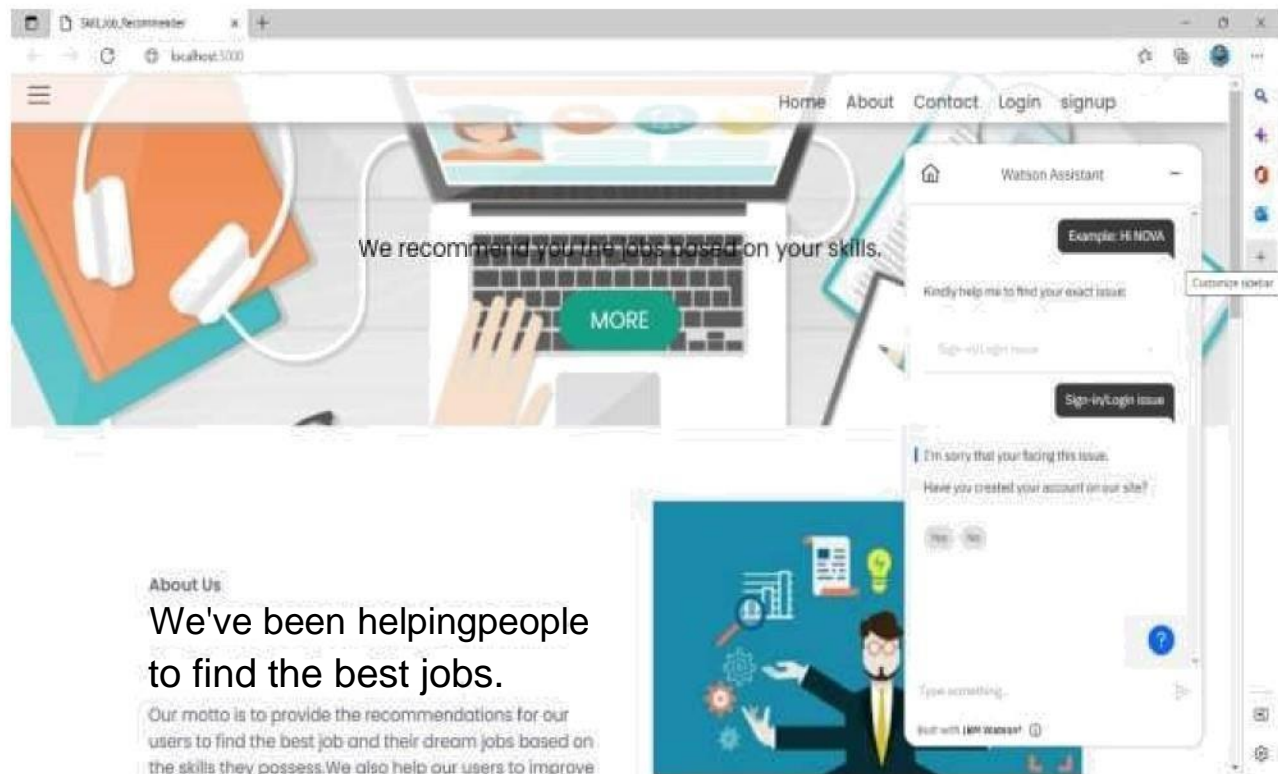 Skill_Job_Recommender
localhost:5000
Home About Contact Login signup
We recommend you the jobs based on your skills.
MORE
Watson Assistant
Example: Hi NOVA
Kindly help me to find your exact issue:
Sign-in/Login issue
Sign-in/Login issue
I'm sorry that your facing this issue.
Have you created your account on our site?
Yes No
Type something...
Built with IBM Watson®
Customize sidebar
About Us
We've been helpingpeople
to find the best jobs.
Our motto is to provide the recommendations for our
users to find the best job and their dream jobs based on
the skills they possess.We also help our users to improve